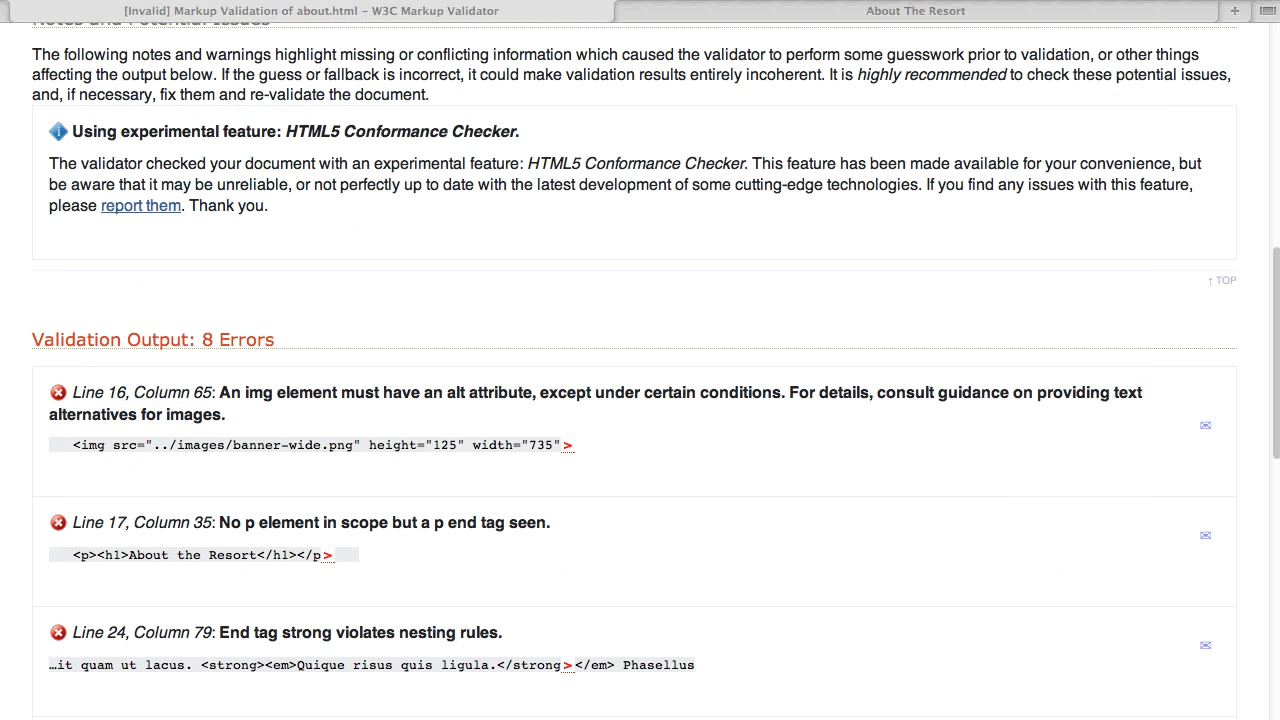 [Invalid] Markup Validation of about.html – W3C Markup Validator
About The Resort
Notes and Potential Issues
The following notes and warnings highlight missing or conflicting information which caused the validator to perform some guesswork prior to validation, or other things
affecting the output below. If the guess or fallback is incorrect, it could make validation results entirely incoherent. It is highly recommended to check these potential issues,
and, if necessary, fix them and re-validate the document.
Using experimental feature: HTML5 Conformance Checker.
The validator checked your document with an experimental feature: HTML5 Conformance Checker. This feature has been made available for your convenience, but
be aware that it may be unreliable, or not perfectly up to date with the latest development of some cutting-edge technologies. If you find any issues with this feature,
please report them. Thank you.
↑ TOP
Validation Output: 8 Errors
Line 16, Column 65: An img element must have an alt attribute, except under certain conditions. For details, consult guidance on providing text
alternatives for images.
<img src="../images/banner-wide.png" height="125" width="735">
Line 17, Column 35: No p element in scope but a p end tag seen.
<p><h1>About the Resort</h1></p>
Line 24, Column 79: End tag strong violates nesting rules.
…it quam ut lacus. <strong><em>Quique risus quis ligula.</strong></em> Phasellus